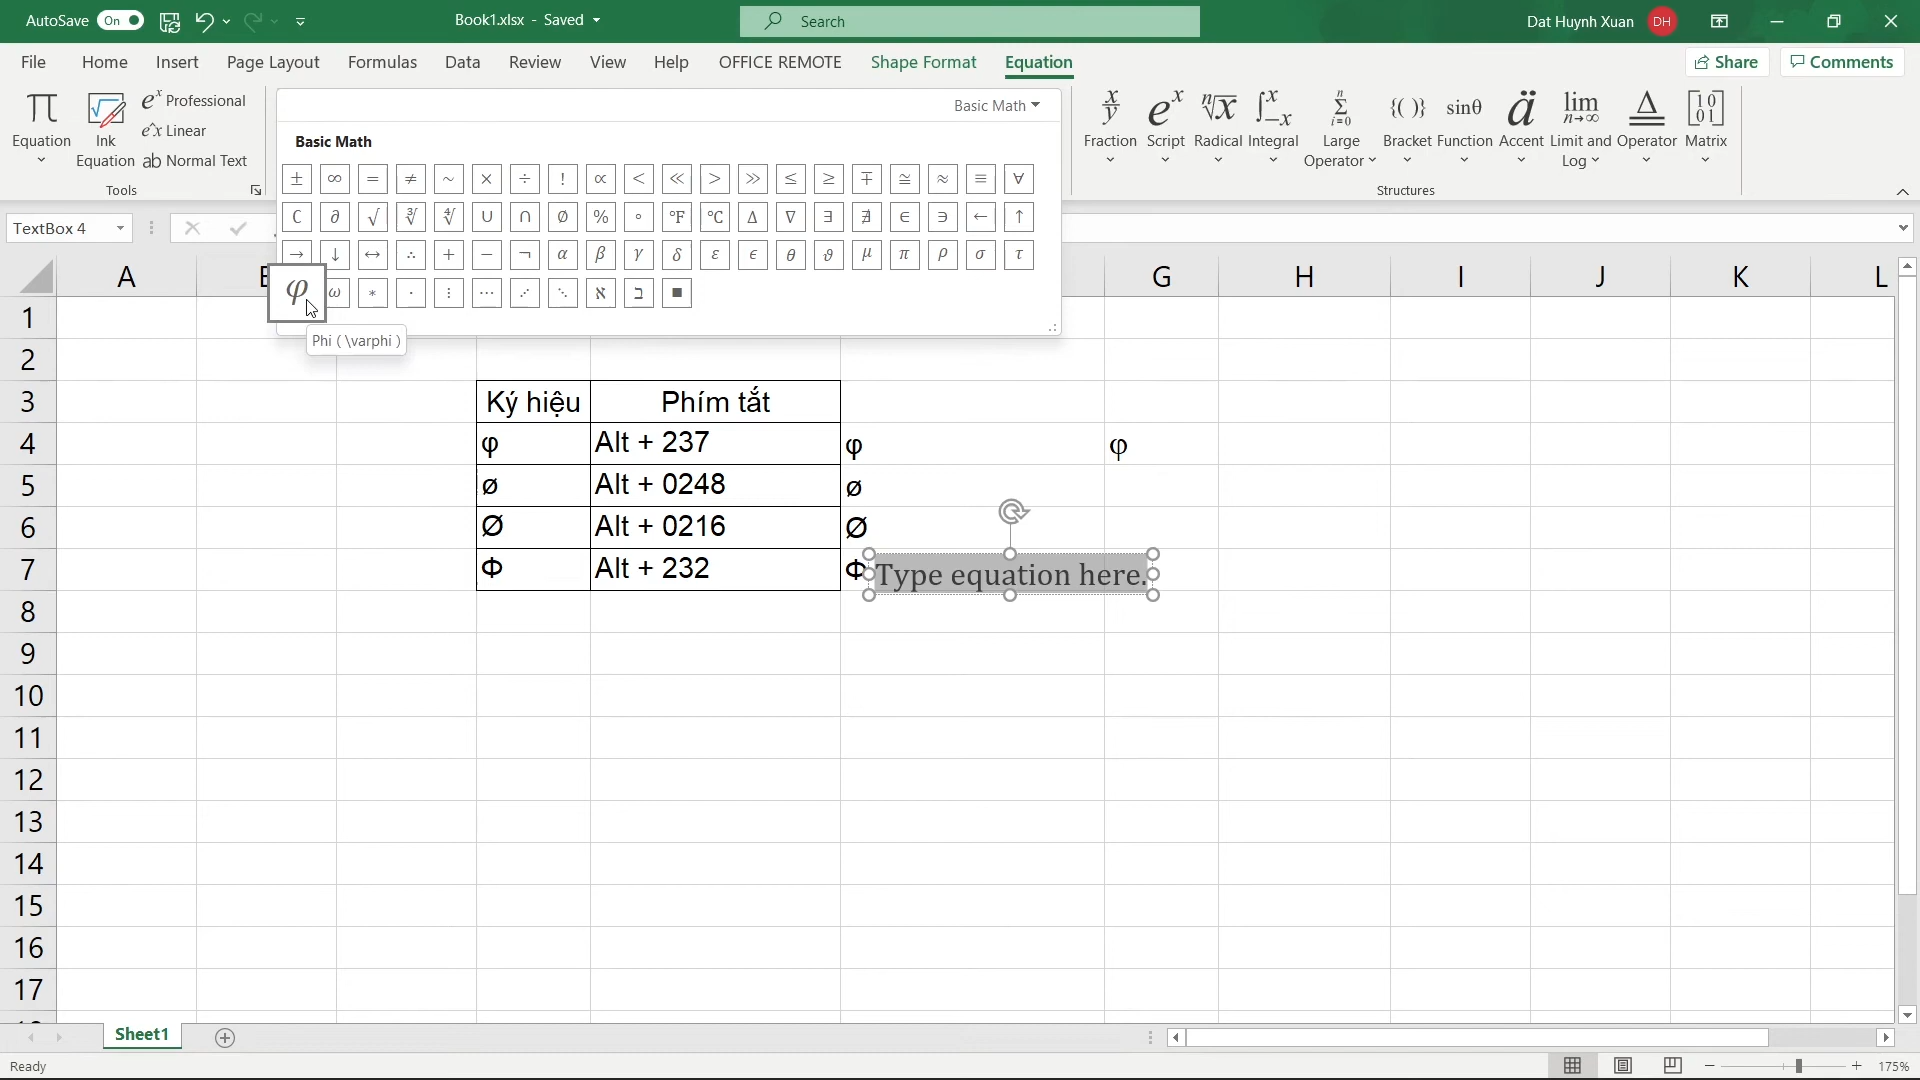 AutoSave On Book1.xlsx - Saved Search Dat Huynh Xuan DH
File Home Insert Page Layout Formulas Data Review View Help OFFICE REMOTE Shape Format Equation Share Comments
Equation
Ink Equation
Professional
Linear
ab Normal Text
Tools
Basic Math
Basic Math
± ∞ = ≠ ~ × ÷ ! ∝ < ≪ > ≫ ≤ ≥ ∓ ≅ ≈ ≡ ∀
∁ ∂ √ ∛ ∜ ∪ ∩ ∅ % ° °F °C ∆ ∇ ∃ ∄ ∈ ∋ ← ↑
→ ↓ ↔ ∴ + − ¬ α β γ δ ε ϵ θ ϑ μ π ρ σ τ
φ ω ∗ ∙ ⋮ ⋯ ⋰ ⋱ ℵ ℶ ∎
Phi ( \varphi )
Fraction Script Radical Integral Large Operator Bracket Function Accent Limit and Log Operator Matrix
Structures
TextBox 4
A G H I J K L
1
2
3 Ký hiệu Phím tắt
4 φ Alt + 237 φ φ
5 ø Alt + 0248 ø
6 Ø Alt + 0216 Ø
7 Φ Alt + 232 Φ Type equation here.
8
9
10
11
12
13
14
15
16
17
Sheet1
Ready 175%